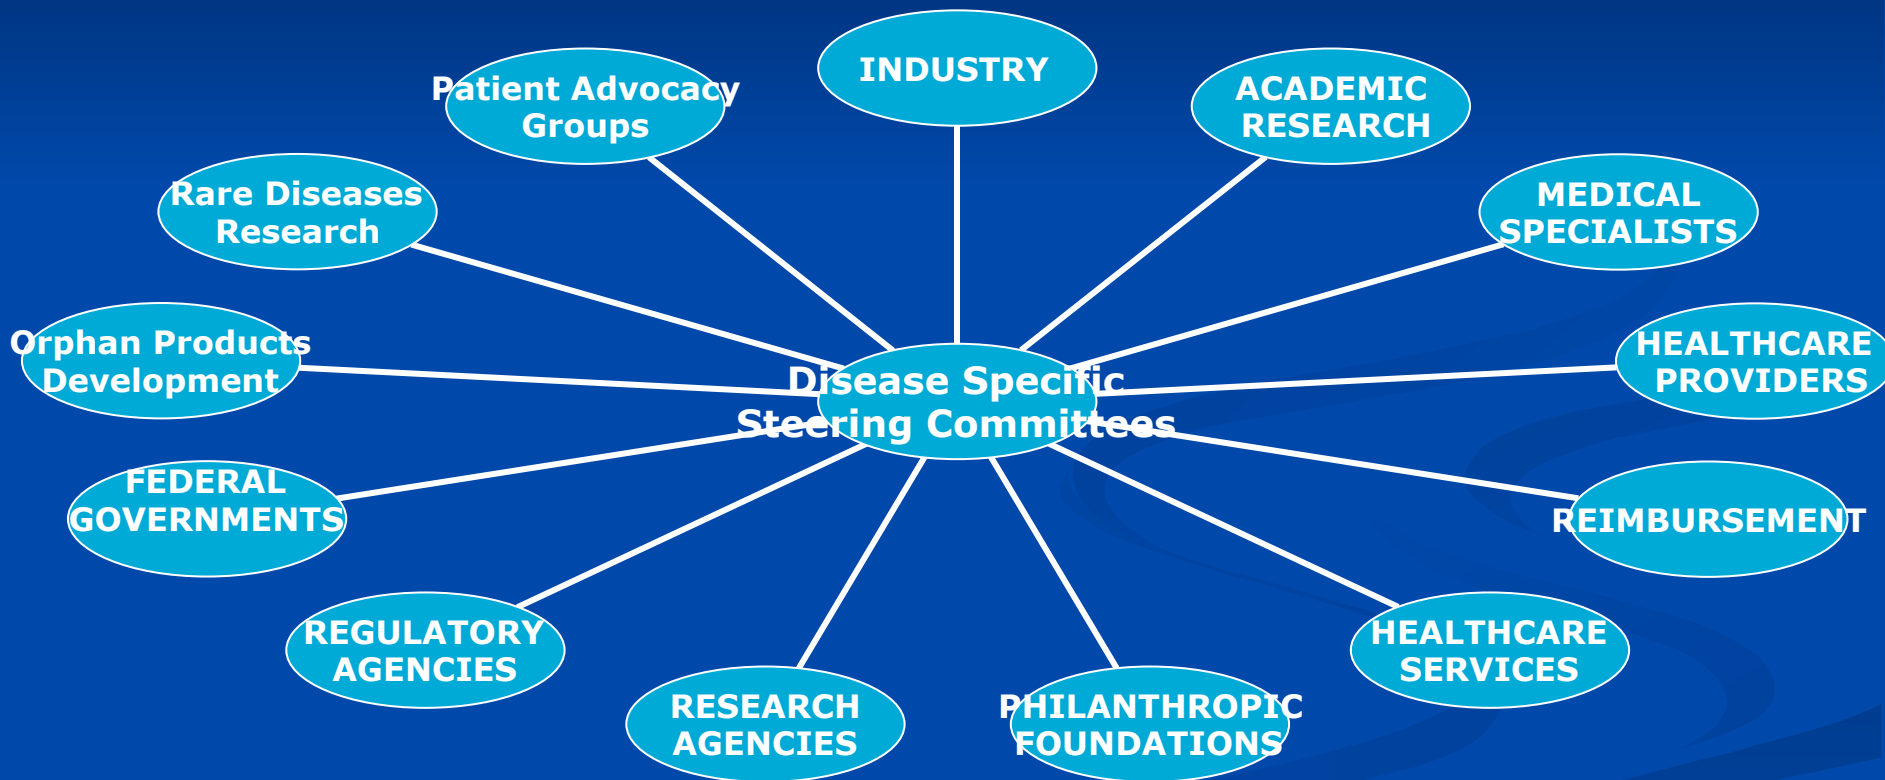 INDUSTRY
Patient Advocacy
Groups
ACADEMIC
RESEARCH
Rare Diseases
Research
MEDICAL
SPECIALISTS
Orphan Products
Development
HEALTHCARE
PROVIDERS
Disease Specific
Steering Committees
FEDERAL
GOVERNMENTS
REIMBURSEMENT
REGULATORY
AGENCIES
HEALTHCARE
SERVICES
RESEARCH
AGENCIES
PHILANTHROPIC
FOUNDATIONS